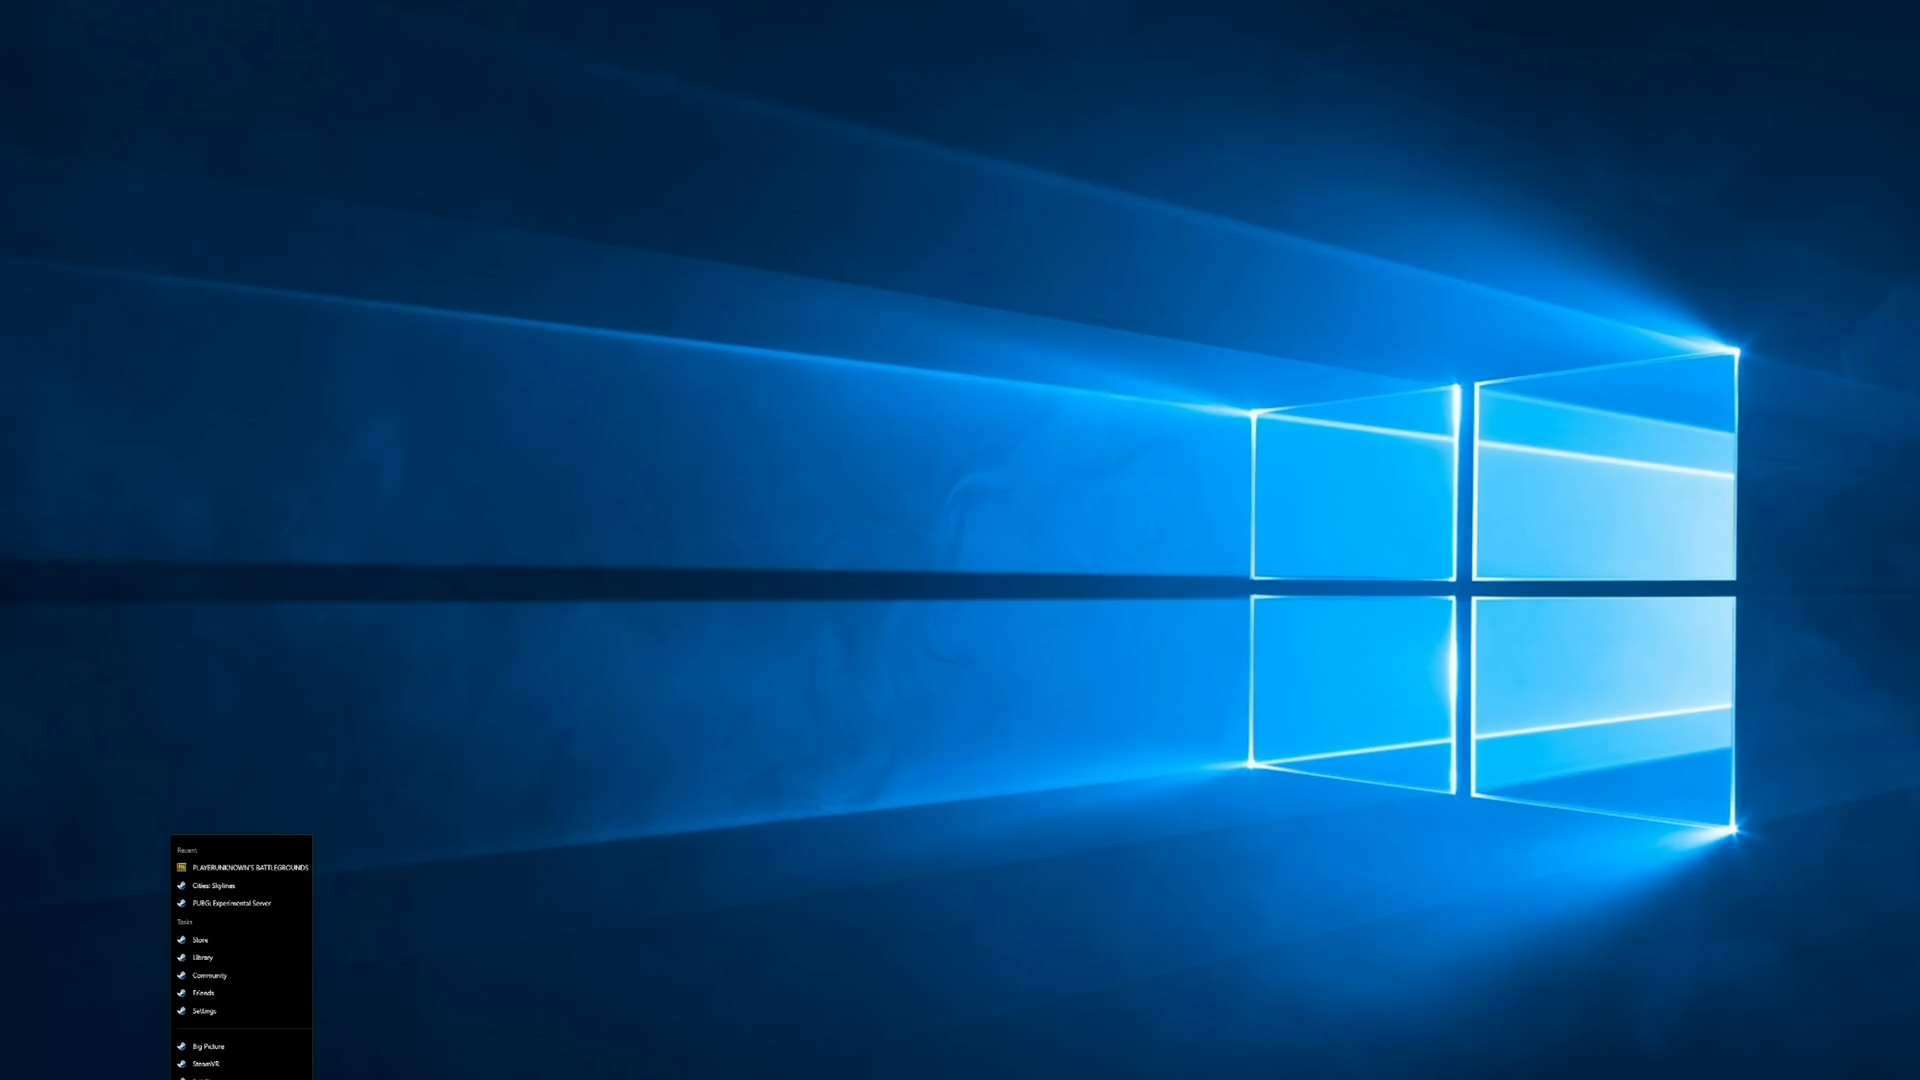 Recent
PLAYERUNKNOWN'S BATTLEGROUNDS
Cities: Skylines
PUBG: Experimental Server
Tasks
Store
Library
Community
Friends
Settings
Big Picture
SteamVR